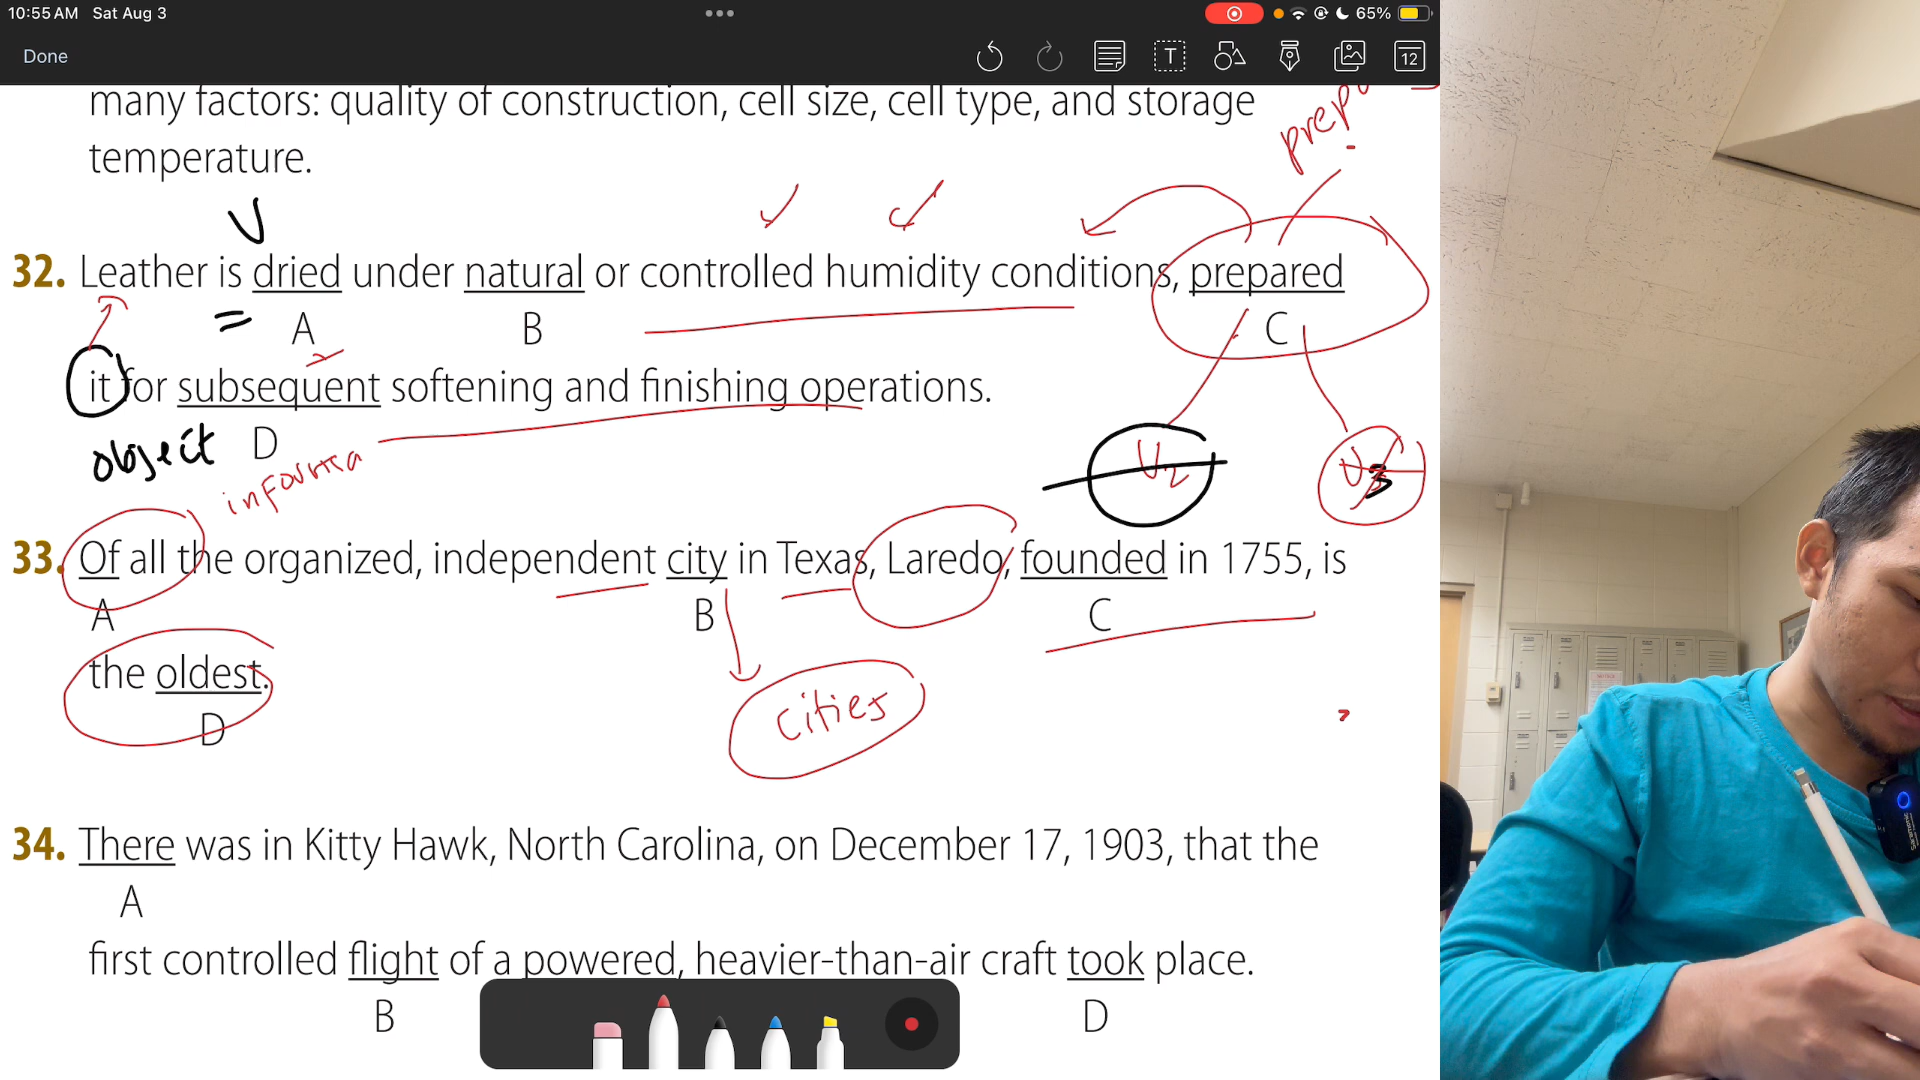 10:55 AM Sat Aug 3
65%
Done
T
12
many factors: quality of construction, cell size, cell type, and storage
temperature.
prep
V
32. Leather is dried under natural or controlled humidity conditions, prepared
A B C
it for subsequent softening and finishing operations.
object D
V2 V3
33. Of all the organized, independent city in Texas, Laredo, founded in 1755, is
A B C
the oldest.
D
cities
34. There was in Kitty Hawk, North Carolina, on December 17, 1903, that the
A
first controlled flight of a powered, heavier-than-air craft took place.
B D